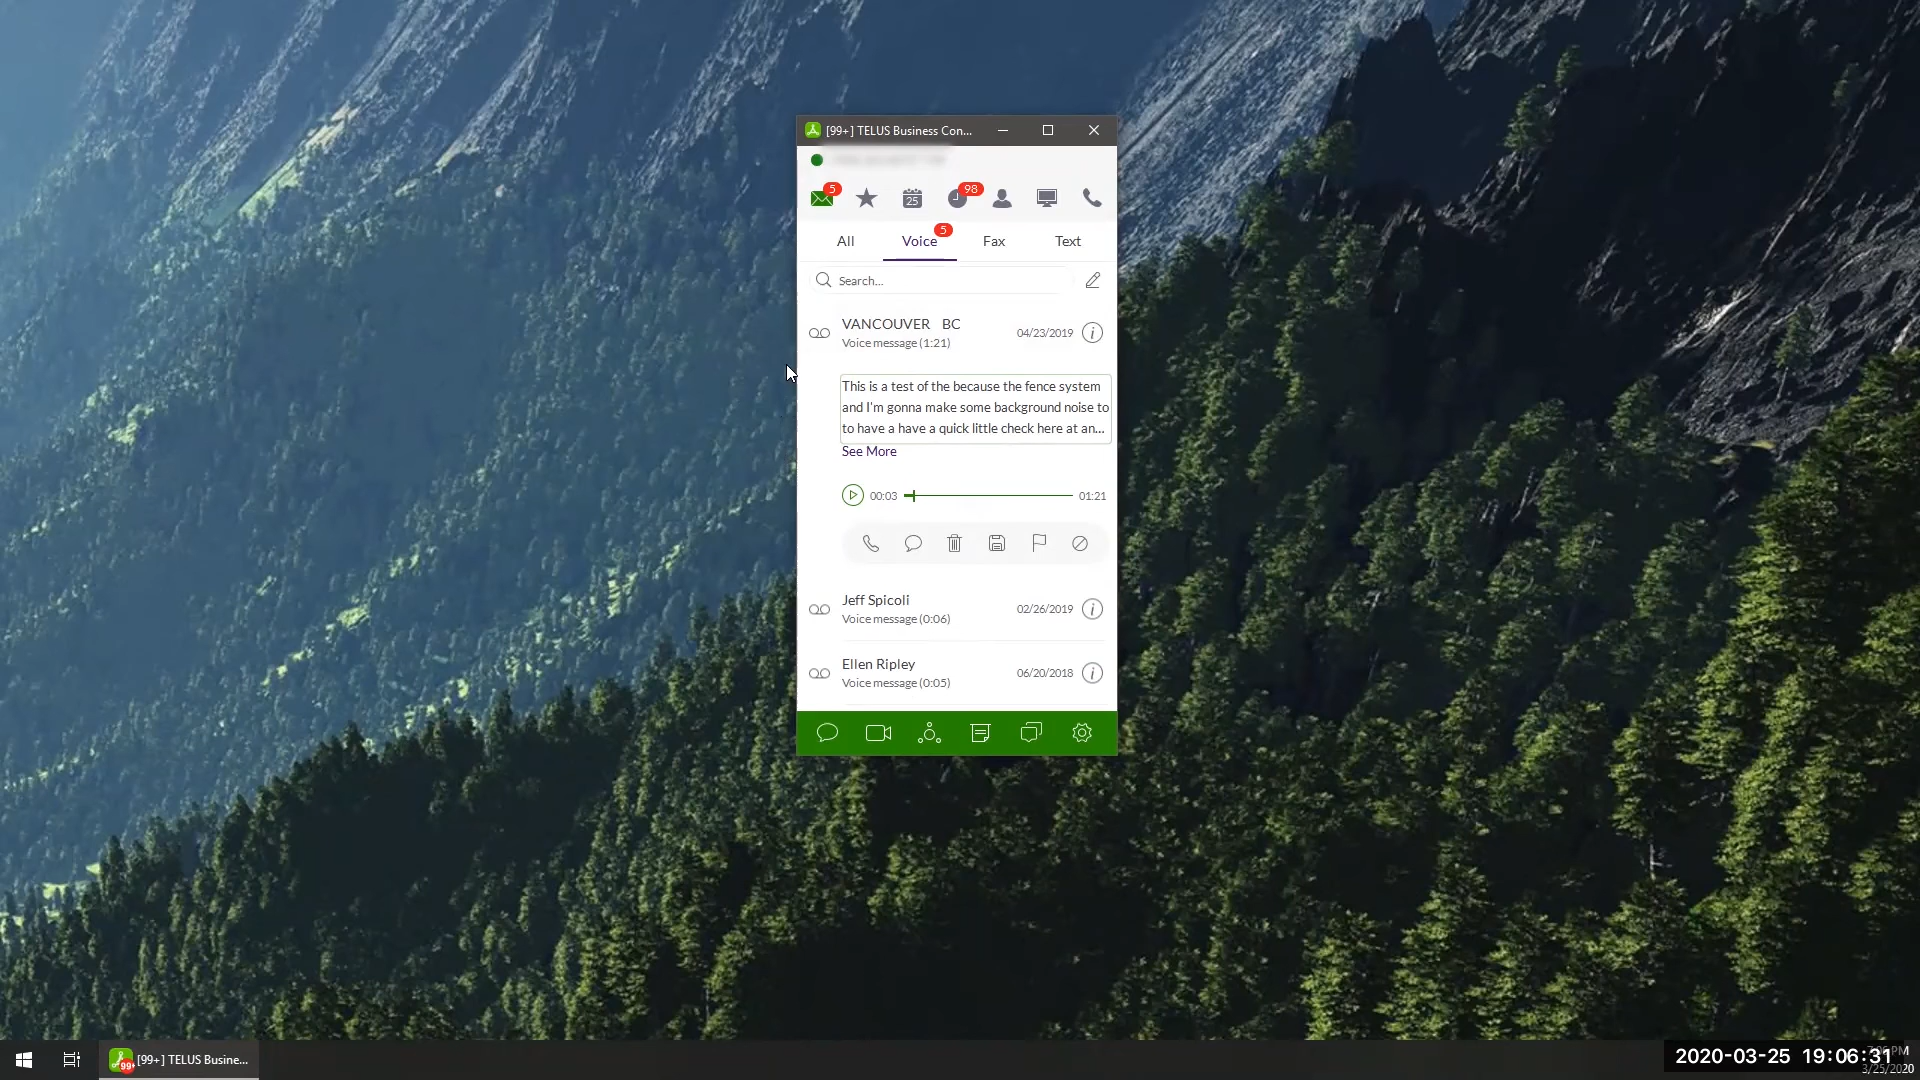 [99+] TELUS Business Con...
5
25
98
All
Voice
5
Fax
Text
Search...
VANCOUVER BC
Voice message (1:21)
04/23/2019
This is a test of the because the fence system
and I'm gonna make some background noise to
to have a have a quick little check here at an...
See More
00:03
01:21
Jeff Spicoli
Voice message (0:06)
02/26/2019
Ellen Ripley
Voice message (0:05)
06/20/2018
99+
[99+] TELUS Busine...
2020-03-25 19:06:31
3/25/2020